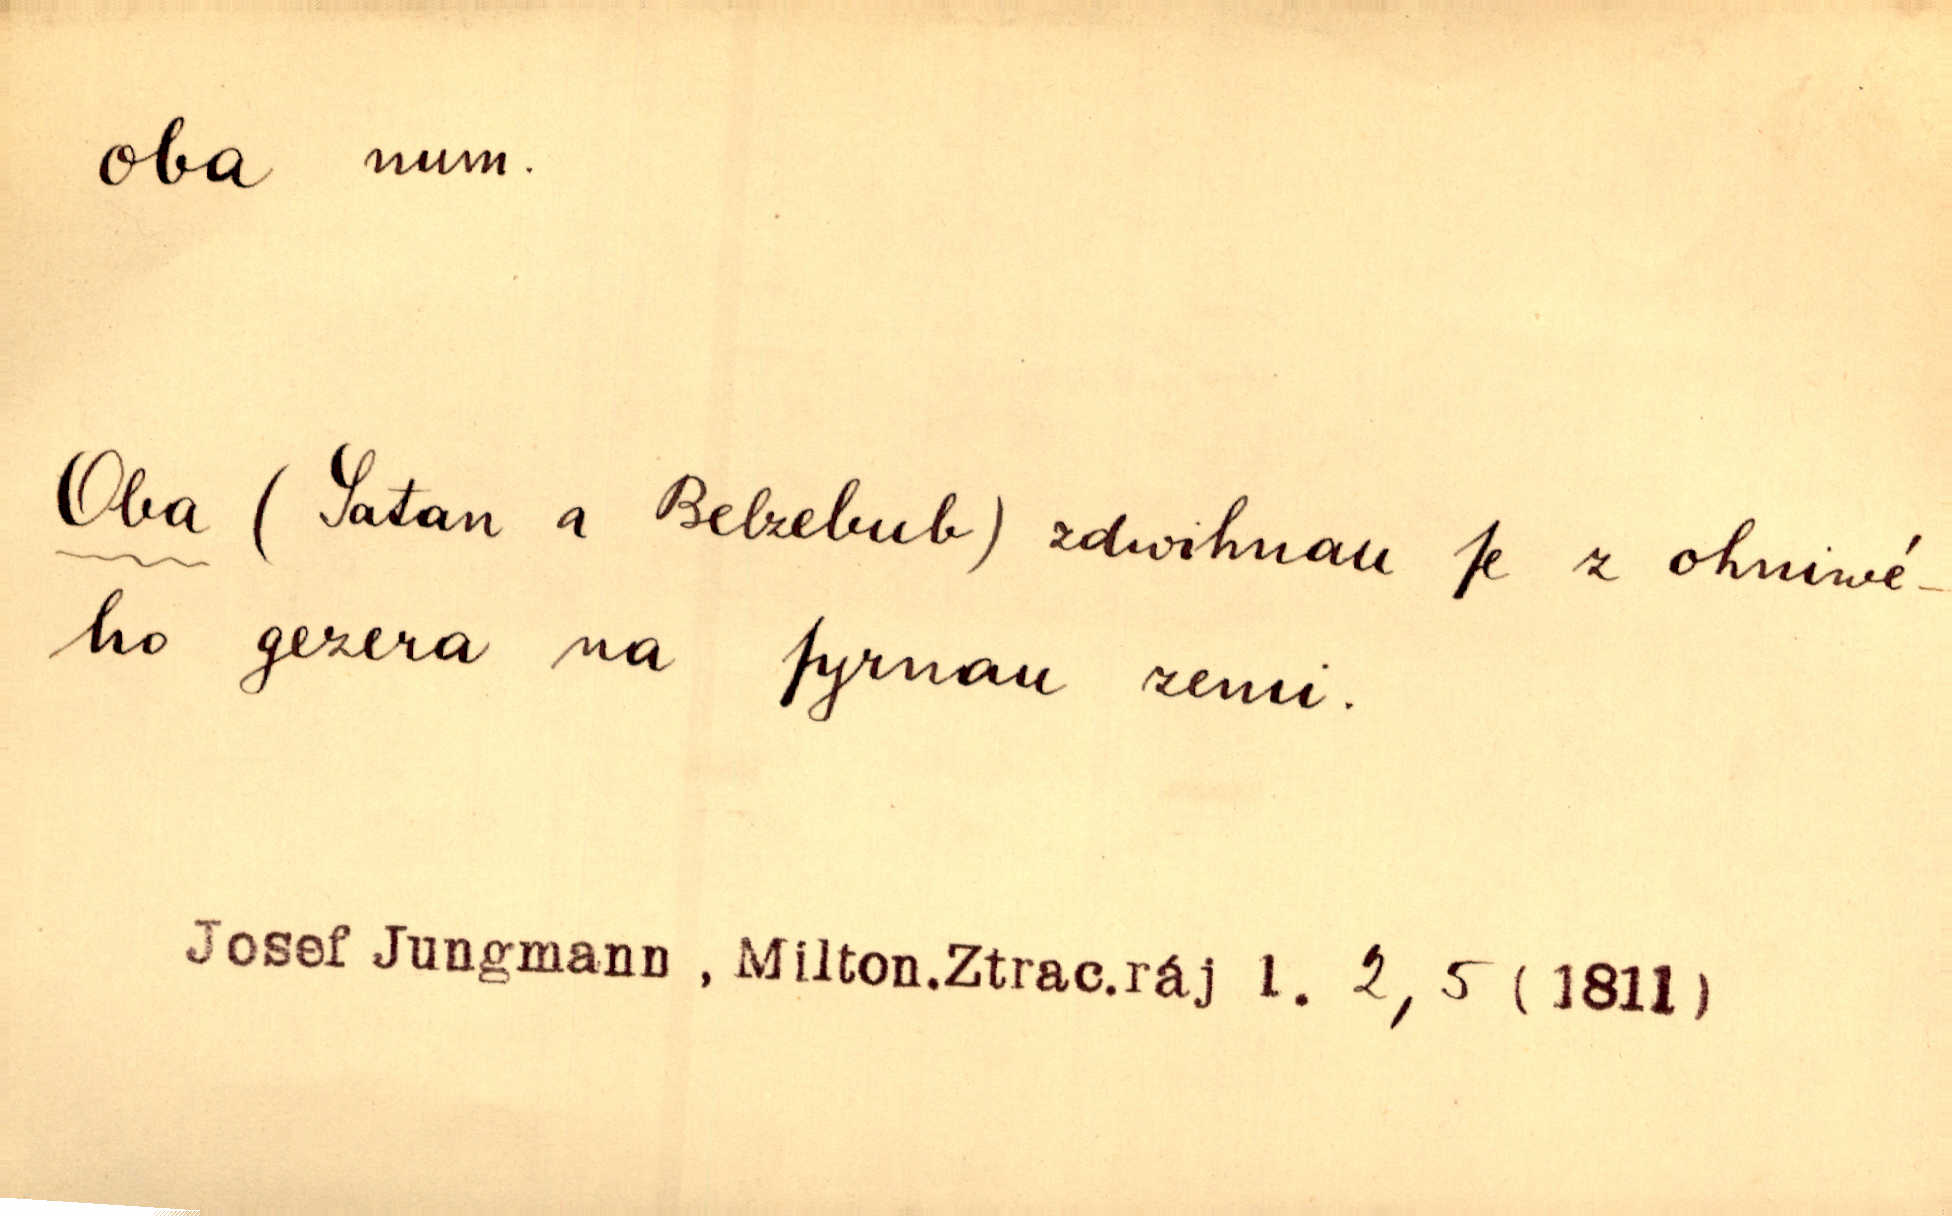 oba num.
Oba (Satan a Belzebub) zdwihnau ſe z ohniwé-
ho gezera na ſyrnau zemi.
Josef Jungmann, Milton.Ztrac.ráj l. 2, 5 (1811)